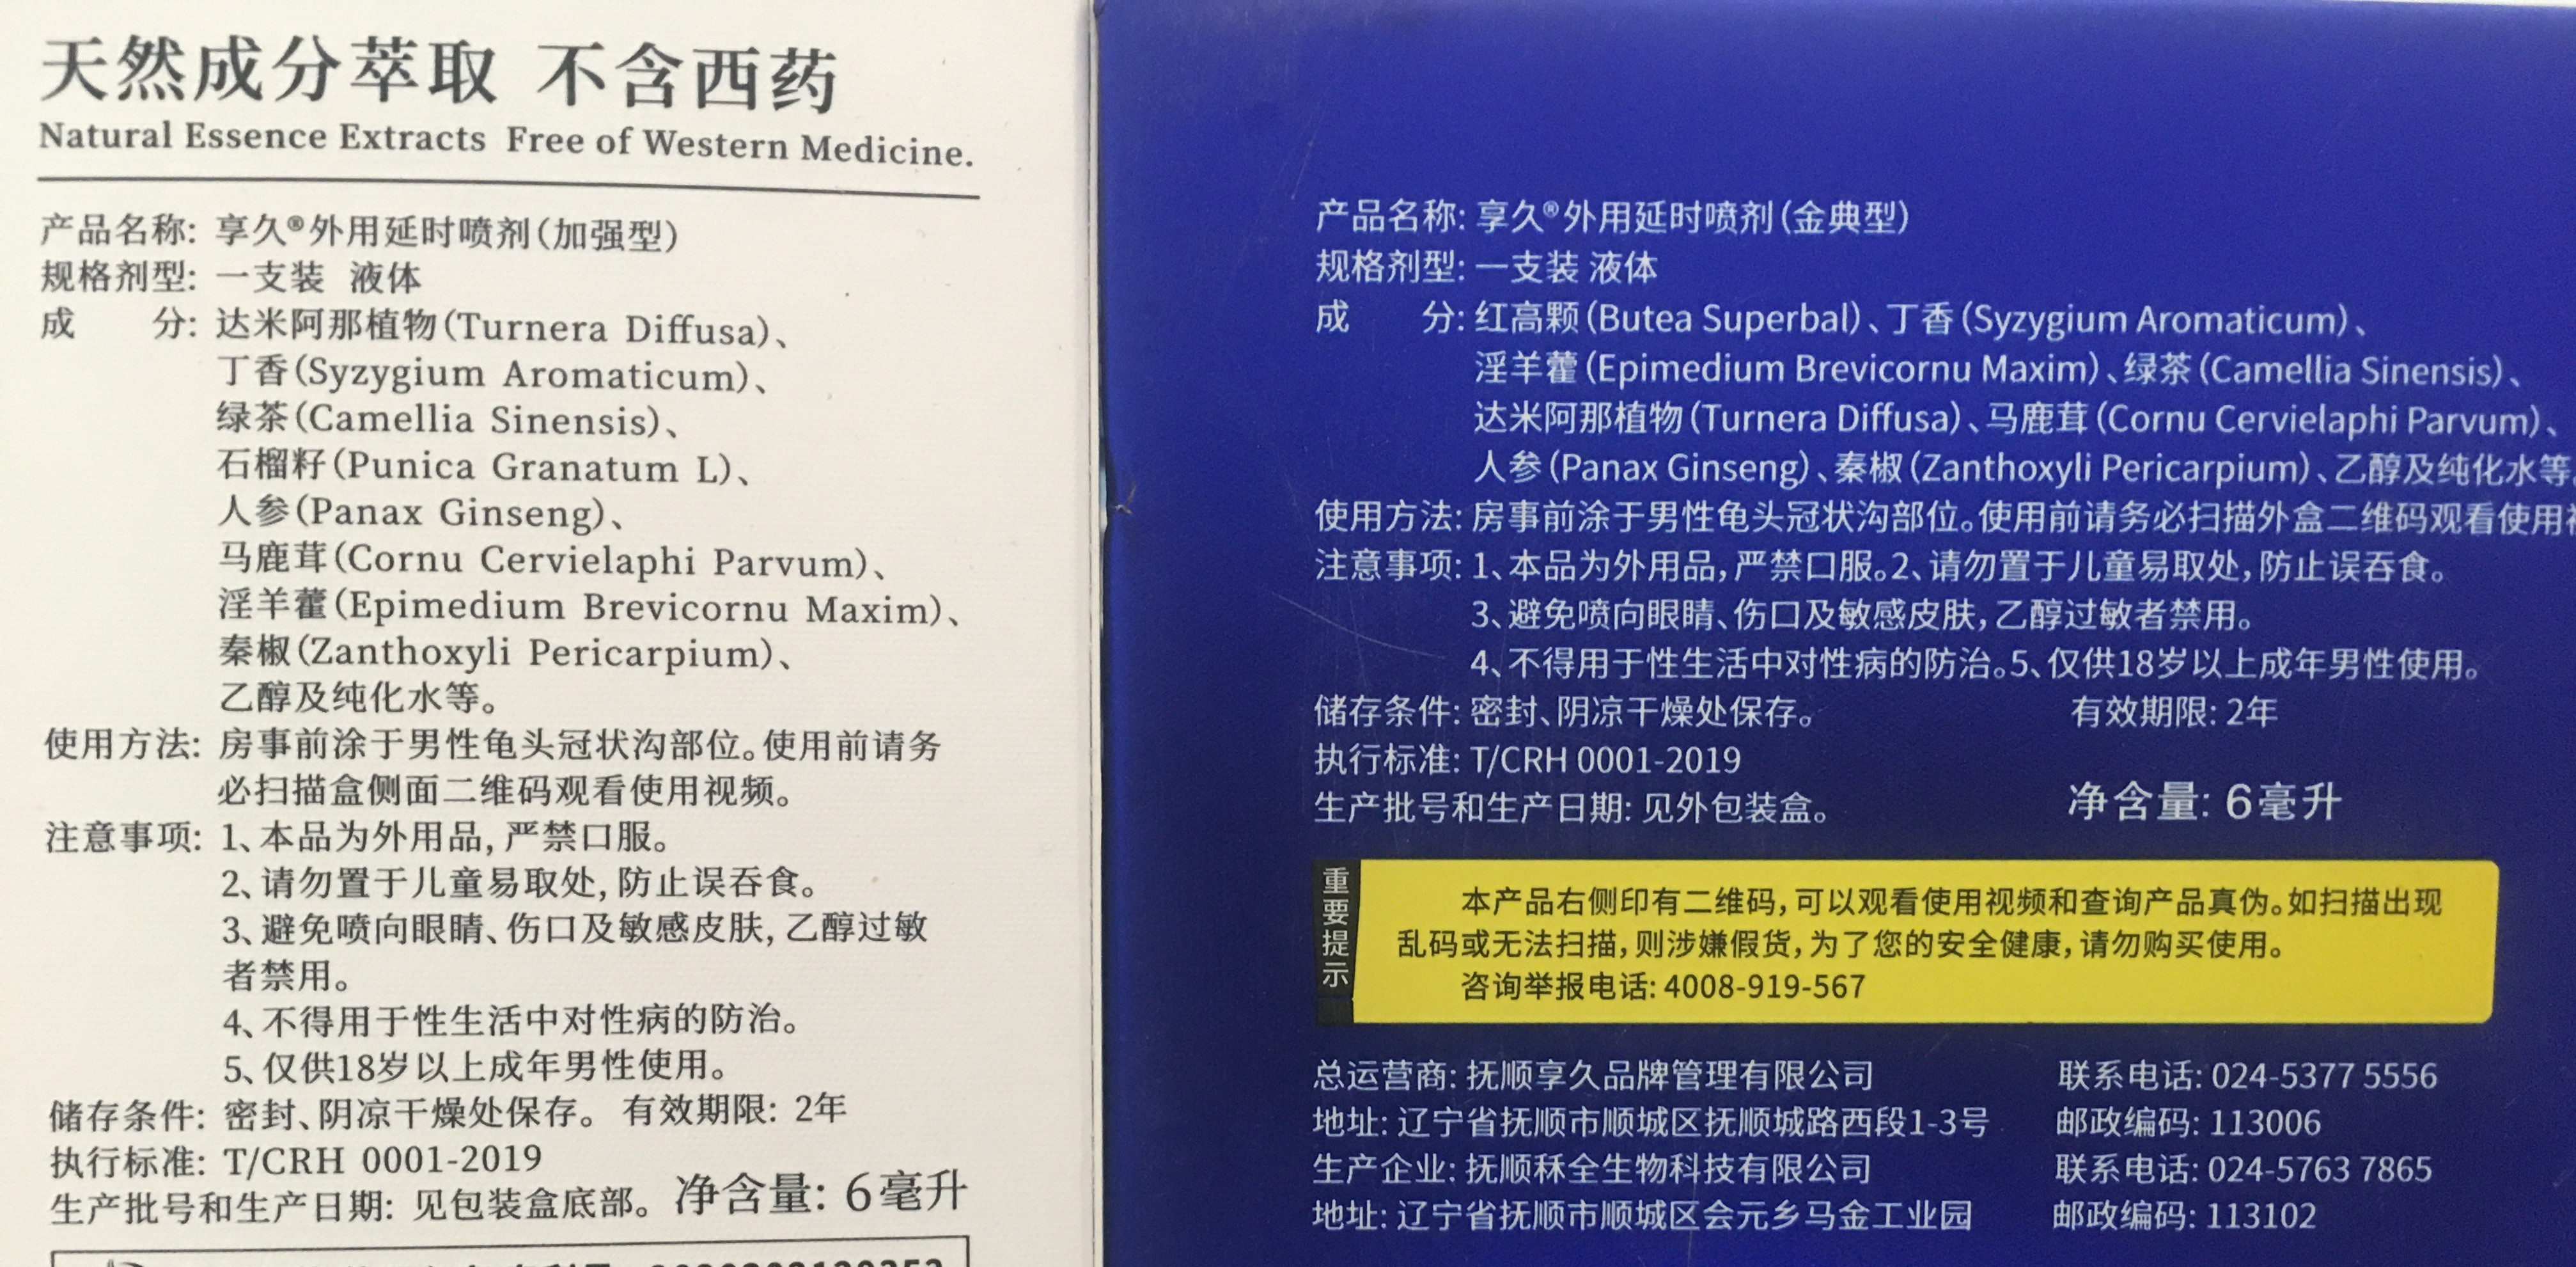 天然成分萃取 不含西药
Natural Essence Extracts Free of Western Medicine.
产品名称: 享久®外用延时喷剂(加强型)
规格剂型: 一支装 液体
成 分: 达米阿那植物(Turnera Diffusa)、
丁香(Syzygium Aromaticum)、
绿茶(Camellia Sinensis)、
石榴籽(Punica Granatum L)、
人参(Panax Ginseng)、
马鹿茸(Cornu Cervielaphi Parvum)、
淫羊藿(Epimedium Brevicornu Maxim)、
秦椒(Zanthoxyli Pericarpium)、
乙醇及纯化水等。
使用方法: 房事前涂于男性龟头冠状沟部位。使用前请务
必扫描盒侧面二维码观看使用视频。
注意事项: 1、本品为外用品,严禁口服。
2、请勿置于儿童易取处,防止误吞食。
3、避免喷向眼睛、伤口及敏感皮肤,乙醇过敏
者禁用。
4、不得用于性生活中对性病的防治。
5、仅供18岁以上成年男性使用。
储存条件: 密封、阴凉干燥处保存。 有效期限: 2年
执行标准: T/CRH 0001-2019
生产批号和生产日期: 见包装盒底部。 净含量: 6毫升
产品名称: 享久®外用延时喷剂(金典型)
规格剂型: 一支装 液体
成 分: 红高颗(Butea Superbal)、丁香(Syzygium Aromaticum)、
淫羊藿(Epimedium Brevicornu Maxim)、绿茶(Camellia Sinensis)、
达米阿那植物(Turnera Diffusa)、马鹿茸(Cornu Cervielaphi Parvum)、
人参(Panax Ginseng)、秦椒(Zanthoxyli Pericarpium)、乙醇及纯化水等。
使用方法: 房事前涂于男性龟头冠状沟部位。使用前请务必扫描外盒二维码观看使用
注意事项: 1、本品为外用品,严禁口服。2、请勿置于儿童易取处,防止误吞食。
3、避免喷向眼睛、伤口及敏感皮肤,乙醇过敏者禁用。
4、不得用于性生活中对性病的防治。5、仅供18岁以上成年男性使用。
储存条件: 密封、阴凉干燥处保存。 有效期限: 2年
执行标准: T/CRH 0001-2019
生产批号和生产日期: 见外包装盒。 净含量: 6毫升
重要提示
本产品右侧印有二维码,可以观看使用视频和查询产品真伪。如扫描出现
乱码或无法扫描,则涉嫌假货,为了您的安全健康,请勿购买使用。
咨询举报电话: 4008-919-567
总运营商: 抚顺享久品牌管理有限公司 联系电话: 024-5377 5556
地址: 辽宁省抚顺市顺城区抚顺城路西段1-3号 邮政编码: 113006
生产企业: 抚顺秝全生物科技有限公司 联系电话: 024-5763 7865
地址: 辽宁省抚顺市顺城区会元乡马金工业园 邮政编码: 113102